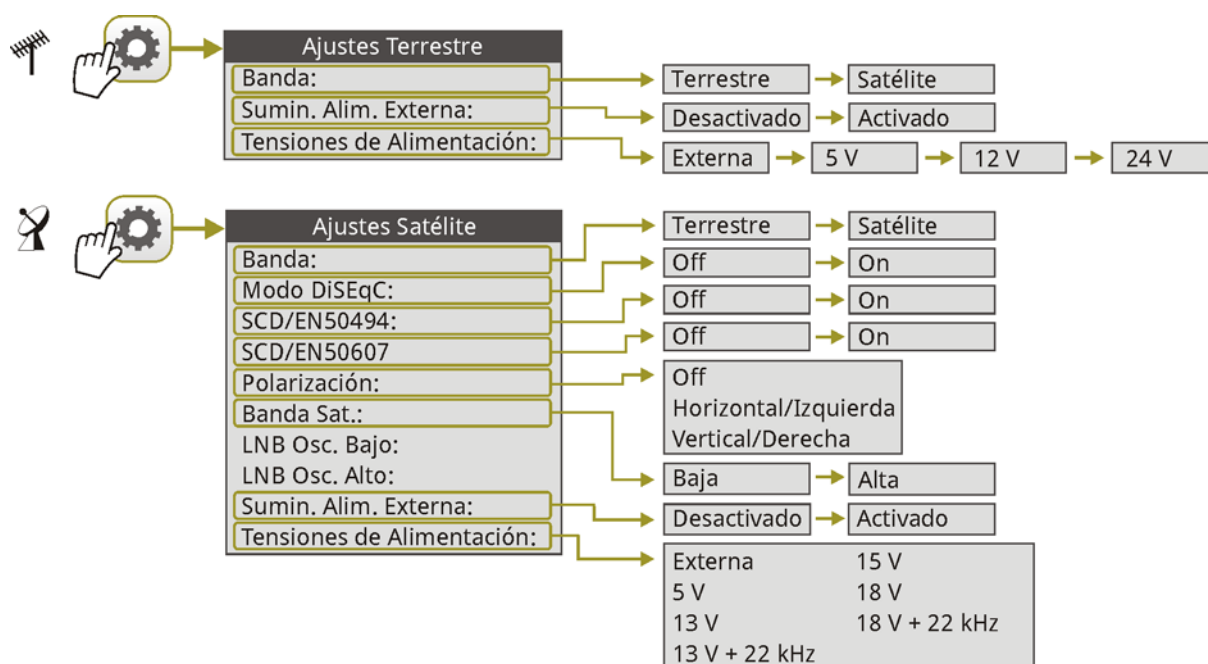 Ajustes Terrestre
Banda:
Terrestre
Satélite
Sumin. Alim. Externa:
Desactivado
Activado
Tensiones de Alimentación:
Externa
5 V
12 V
24 V
Ajustes Satélite
Banda:
Terrestre
Satélite
Modo DiSEqC:
Off
On
SCD/EN50494:
Off
On
SCD/EN50607
Off
On
Polarización:
Off
Horizontal/Izquierda
Vertical/Derecha
Banda Sat.:
Baja
Alta
LNB Osc. Bajo:
LNB Osc. Alto:
Sumin. Alim. Externa:
Desactivado
Activado
Tensiones de Alimentación:
Externa
15 V
5 V
18 V
13 V
18 V + 22 kHz
13 V + 22 kHz